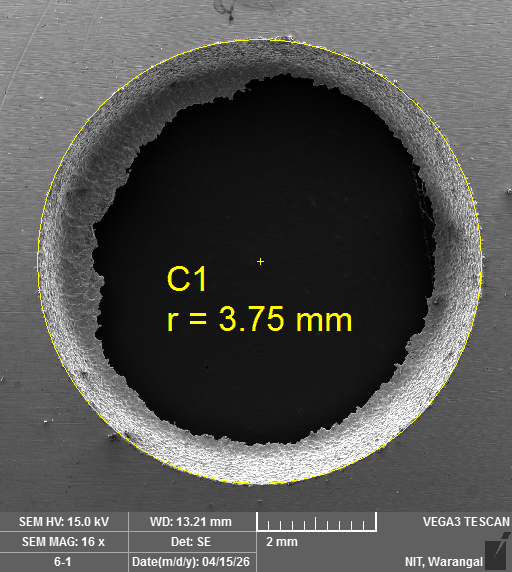 C1
r = 3.75 mm
SEM HV: 15.0 kV
WD: 13.21 mm
VEGA3 TESCAN
SEM MAG: 16 x
Det: SE
2 mm
6-1
Date(m/d/y): 04/15/26
NIT, Warangal